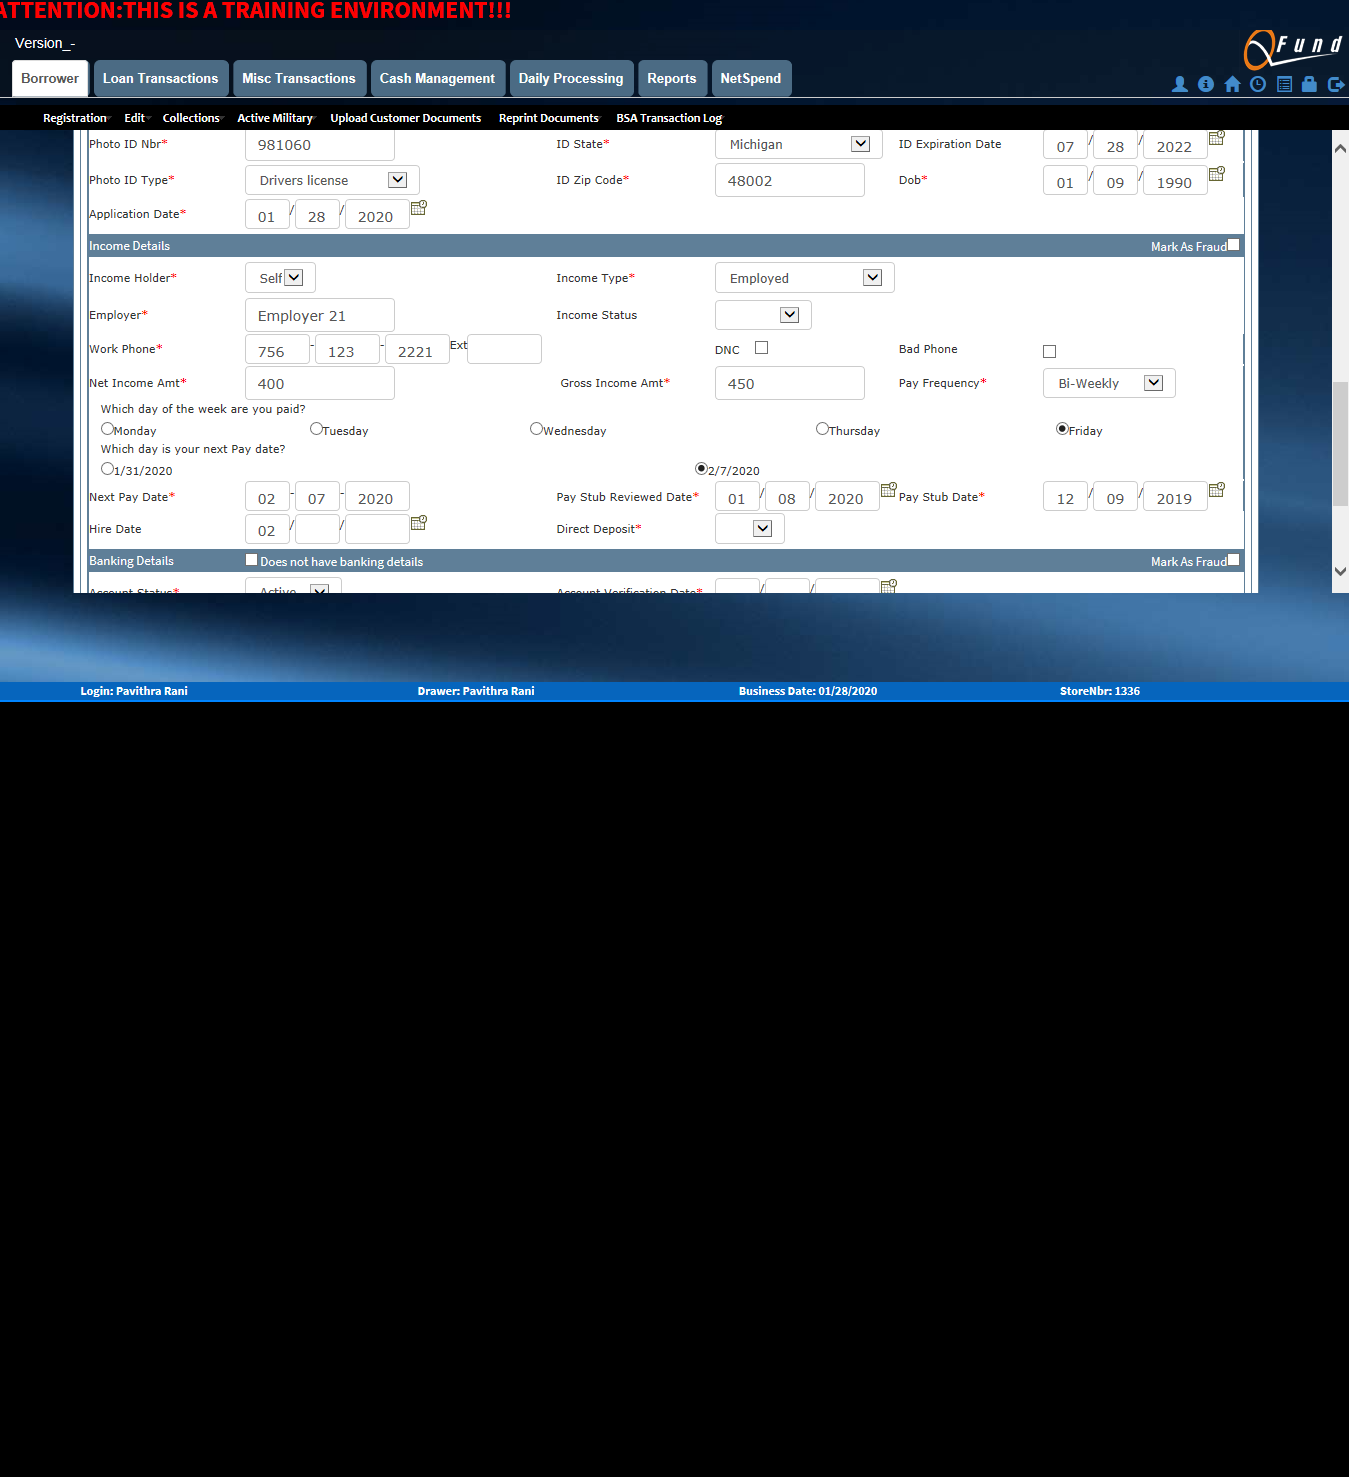 ATTENTION:THIS IS A TRAINING ENVIRONMENT!!!
Version_-
QFund
Borrower Loan Transactions Misc Transactions Cash Management Daily Processing Reports NetSpend
Registration Edit Collections Active Military Upload Customer Documents Reprint Documents BSA Transaction Log
Photo ID Nbr* 981060 ID State* Michigan ID Expiration Date 07 / 28 / 2022
Photo ID Type* Drivers license ID Zip Code* 48002 Dob* 01 / 09 / 1990
Application Date* 01 / 28 / 2020
Income Details Mark As Fraud
Income Holder* Self Income Type* Employed
Employer* Employer 21 Income Status
Work Phone* 756 - 123 - 2221 Ext DNC Bad Phone
Net Income Amt* 400 Gross Income Amt* 450 Pay Frequency* Bi-Weekly
Which day of the week are you paid?
Monday Tuesday Wednesday Thursday Friday
Which day is your next Pay date?
1/31/2020 2/7/2020
Next Pay Date* 02 - 07 - 2020 Pay Stub Reviewed Date* 01 / 08 / 2020 Pay Stub Date* 12 / 09 / 2019
Hire Date 02 / / Direct Deposit*
Banking Details Does not have banking details Mark As Fraud
Account Status* Active Account Verification Date* / /
Login: Pavithra Rani Drawer: Pavithra Rani Business Date: 01/28/2020 StoreNbr: 1336